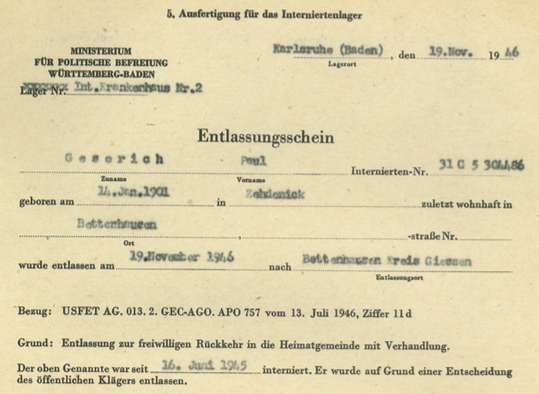 5. Ausfertigung für das Interniertenlager
MINISTERIUM
FÜR POLITISCHE BEFREIUNG
WÜRTTEMBERG-BADEN
Karlsruhe (Baden), den 19.Nov. 1946
Lagerort
Lager Nr. Int.Krankenhaus Nr.2
Entlassungsschein
Geserich Paul Internierten-Nr. 31 G 5 304486
Zuname Vorname
geboren am 14.Jan.1901 in Zehdenick zuletzt wohnhaft in
Bettenhausen, -straße Nr.
Ort
wurde entlassen am 19.November 1946 nach Bettenhausen Kreis Giessen
Entlassungsort
Bezug: USFET AG. 013. 2. GEC-AGO. APO 757 vom 13. Juli 1946, Ziffer 11d
Grund: Entlassung zur freiwilligen Rückkehr in die Heimatgemeinde mit Verhandlung.
Der oben Genannte war seit 16. Juni 1945 interniert. Er wurde auf Grund einer Entscheidung
des öffentlichen Klägers entlassen.